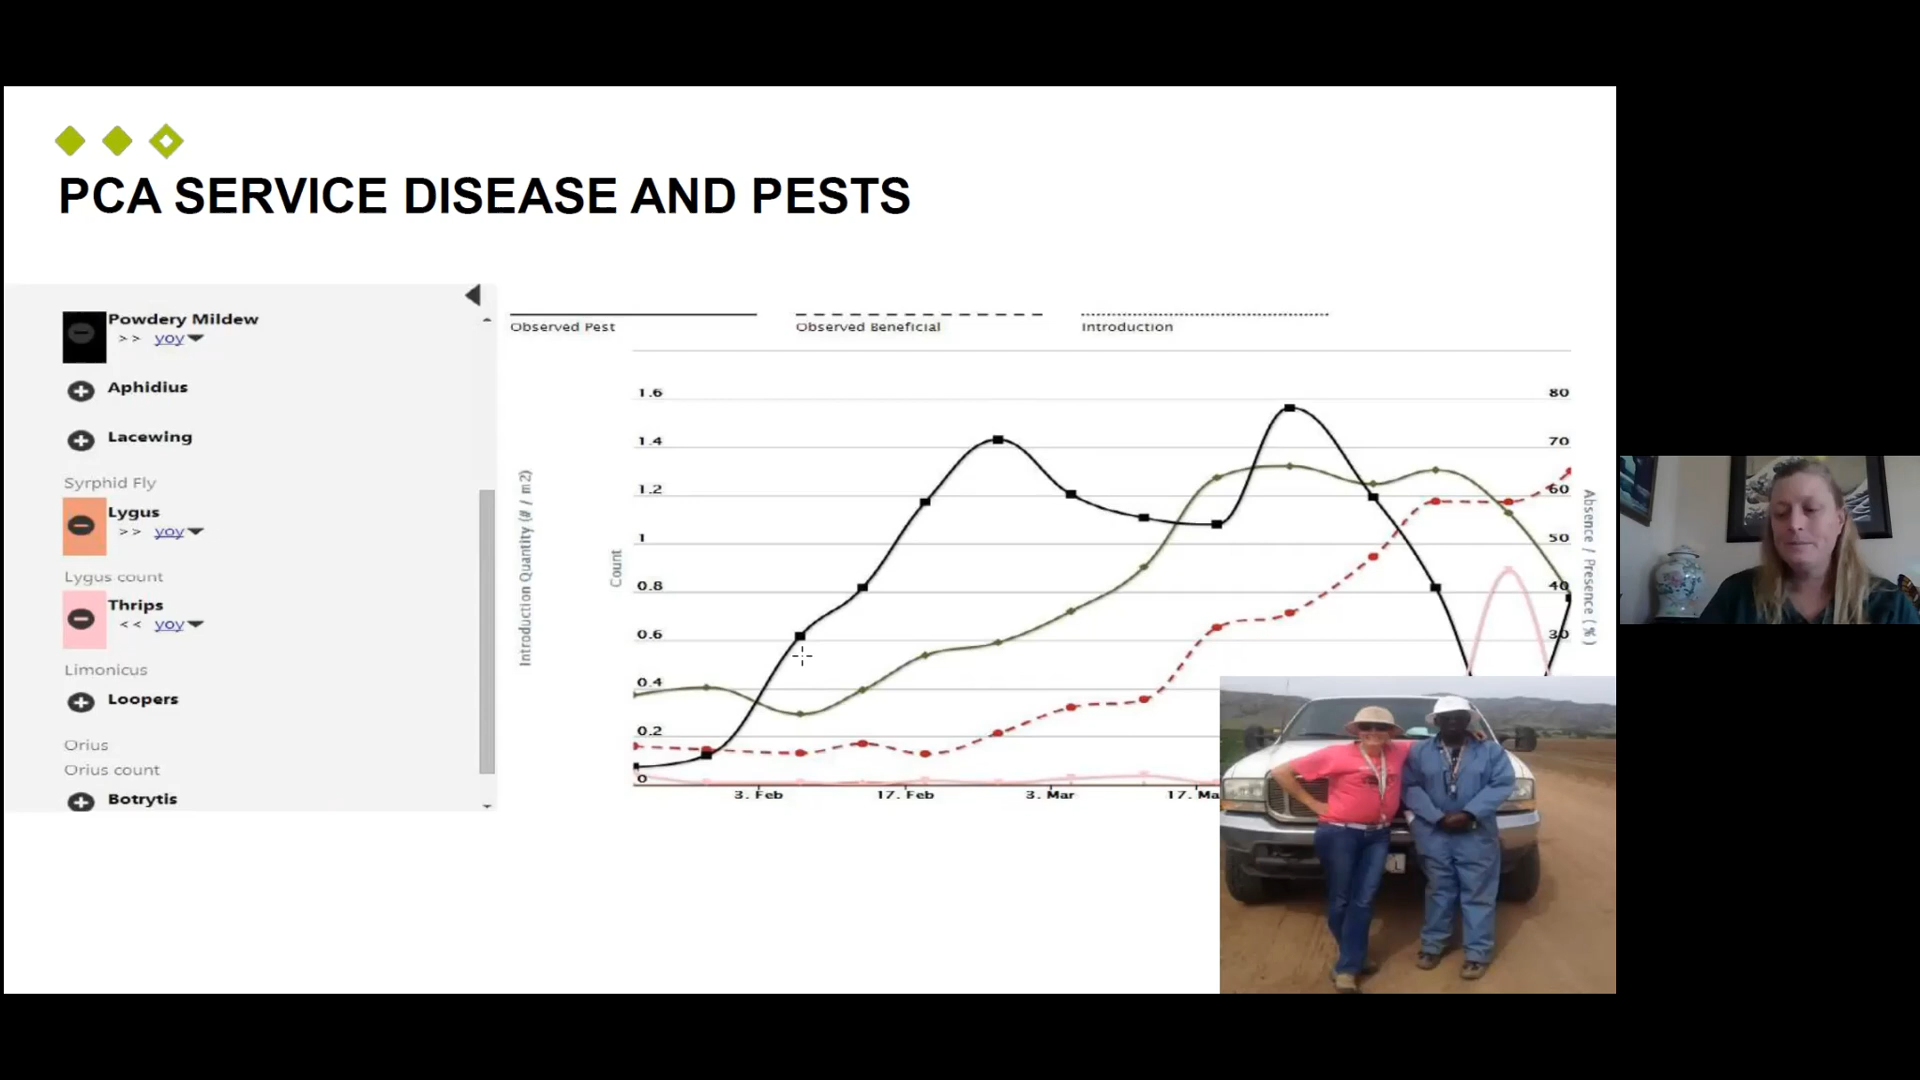 PCA SERVICE DISEASE AND PESTS
Powdery Mildew
>> yoy
Aphidius
Lacewing
Syrphid Fly
Lygus
>> yoy
Lygus count
Thrips
<< yoy
Limonicus
Loopers
Orius
Orius count
Botrytis
Observed Pest
Observed Beneficial
Introduction
Introduction Quantity (# / m2)
Count
1.6
1.4
1.2
1
0.8
0.6
0.4
0.2
0
80
70
60
50
40
30
Absence / Presence (%)
3. Feb
17. Feb
3. Mar
17. Ma